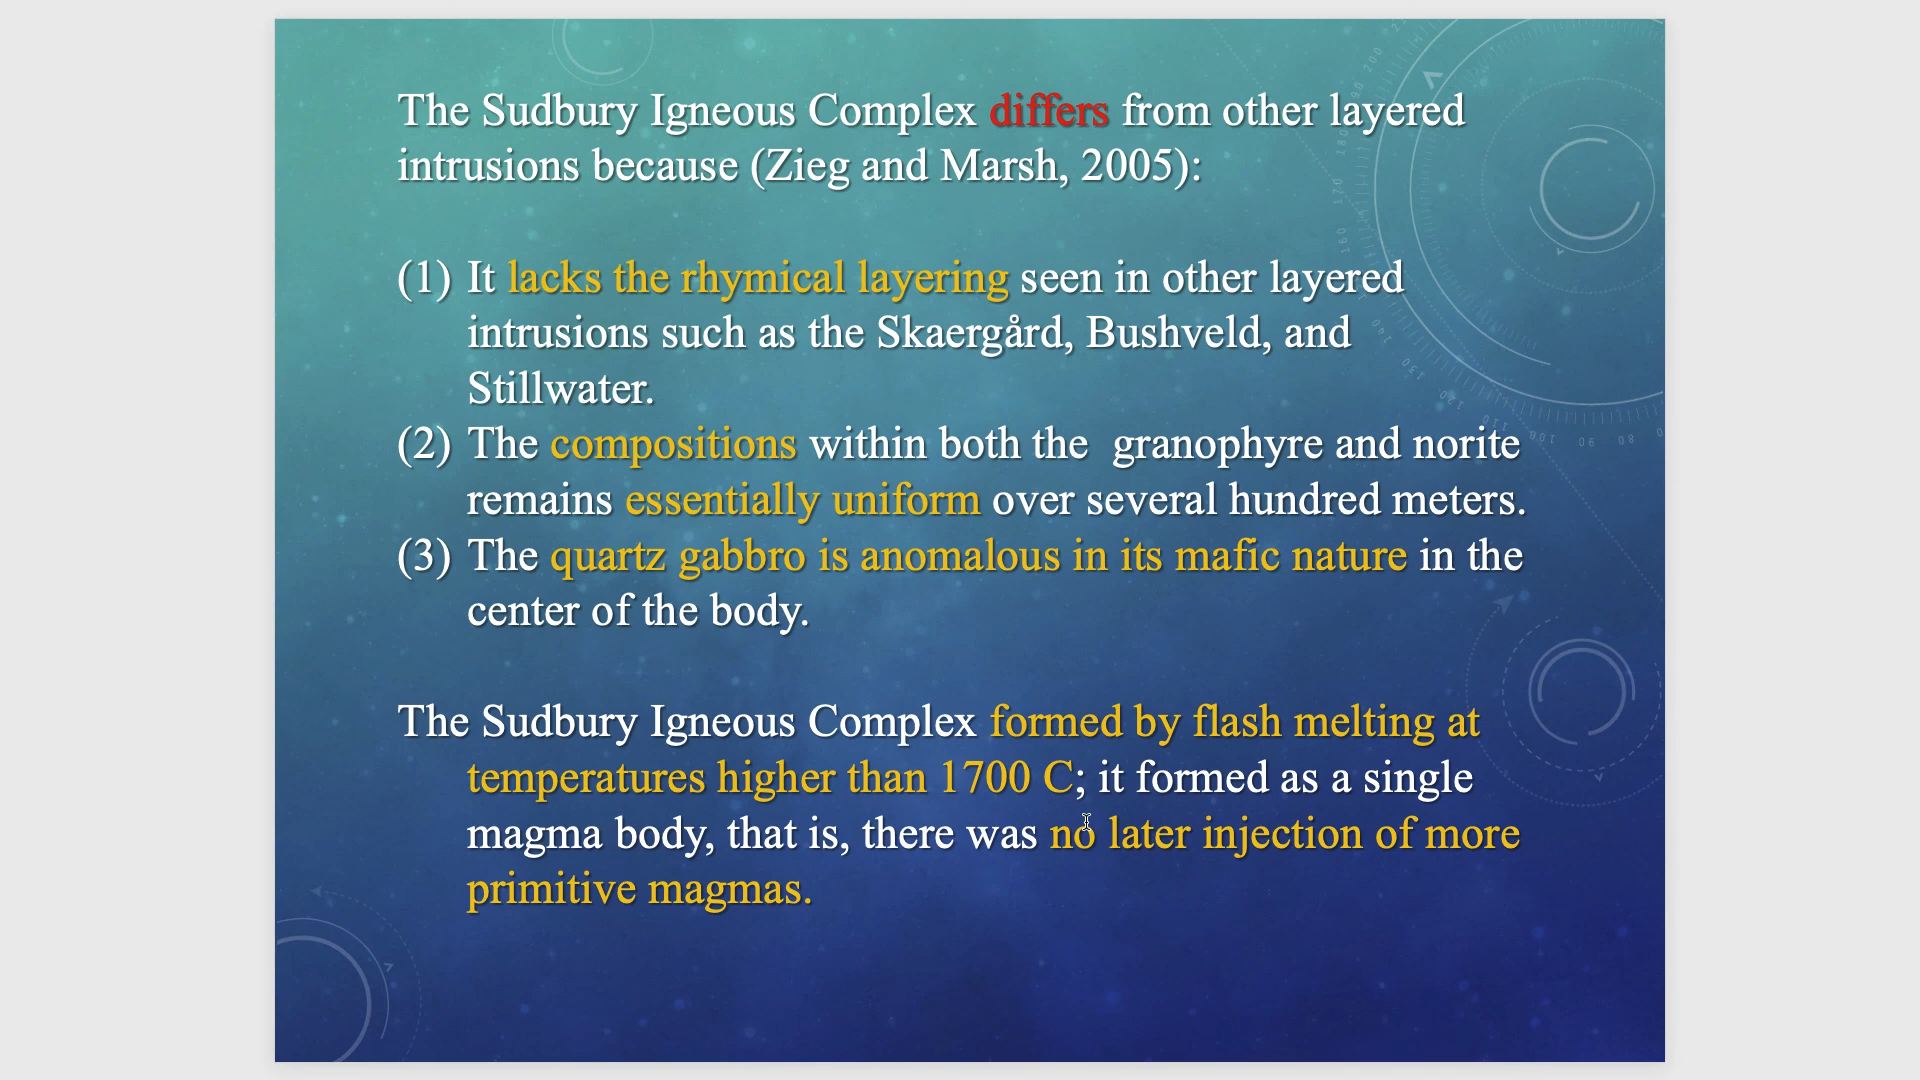 The Sudbury Igneous Complex differs from other layered
intrusions because (Zieg and Marsh, 2005):
(1) It lacks the rhymical layering seen in other layered
intrusions such as the Skaergård, Bushveld, and
Stillwater.
(2) The compositions within both the  granophyre and norite
remains essentially uniform over several hundred meters.
(3) The quartz gabbro is anomalous in its mafic nature in the
center of the body.
The Sudbury Igneous Complex formed by flash melting at
temperatures higher than 1700 C; it formed as a single
magma body, that is, there was no later injection of more
primitive magmas.